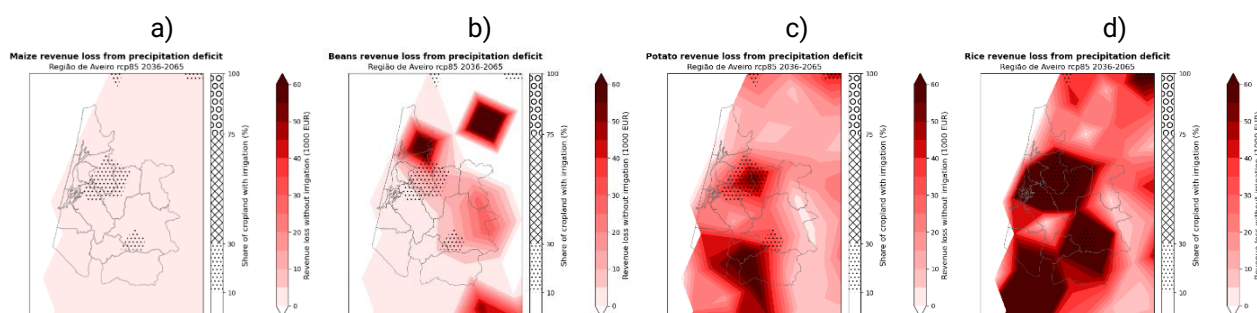 a)
Maize revenue loss from precipitation deficit
Região de Aveiro rcp85 2036-2065
100
75
30
10
Share of cropland with irrigation (%)
60
50
40
30
20
10
0
Revenue loss without irrigation (1000 EUR)
b)
Beans revenue loss from precipitation deficit
Região de Aveiro rcp85 2036-2065
100
75
30
10
Share of cropland with irrigation (%)
60
50
40
30
20
10
0
Revenue loss without irrigation (1000 EUR)
c)
Potato revenue loss from precipitation deficit
Região de Aveiro rcp85 2036-2065
100
75
30
10
Share of cropland with irrigation (%)
60
50
40
30
20
10
0
Revenue loss without irrigation (1000 EUR)
d)
Rice revenue loss from precipitation deficit
Região de Aveiro rcp85 2036-2065
100
75
30
10
Share of cropland with irrigation (%)
60
50
40
30
20
10
0
Revenue loss without irrigation (1000 EUR)